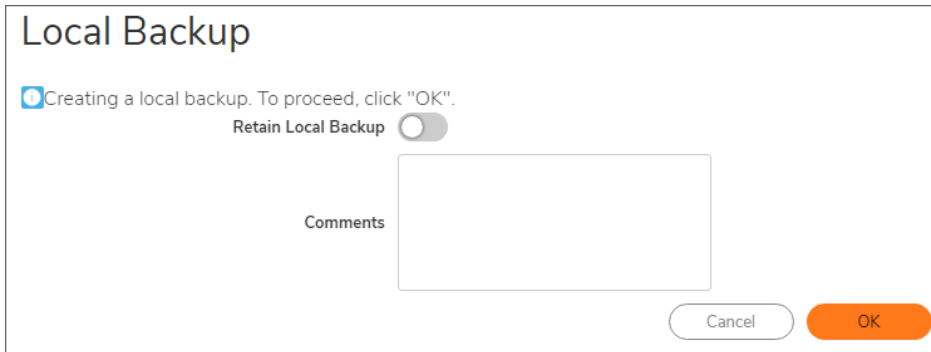 Local Backup
Creating a local backup. To proceed, click "OK".
Retain Local Backup
Comments
Cancel
OK